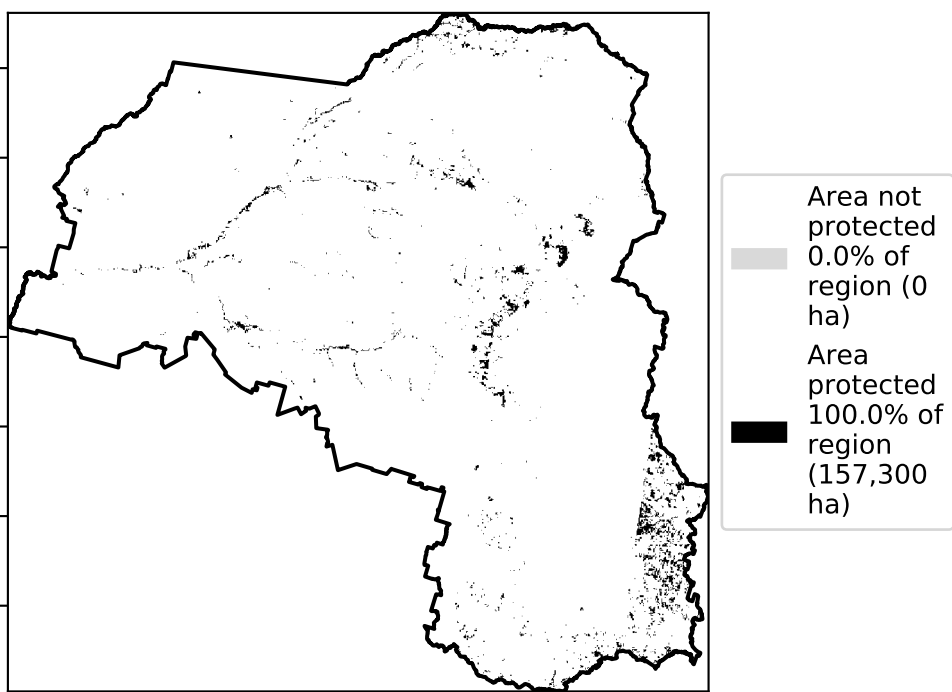 Area not
protected
0.0% of
region (0
ha)
Area
protected
100.0% of
region
(157,300
ha)